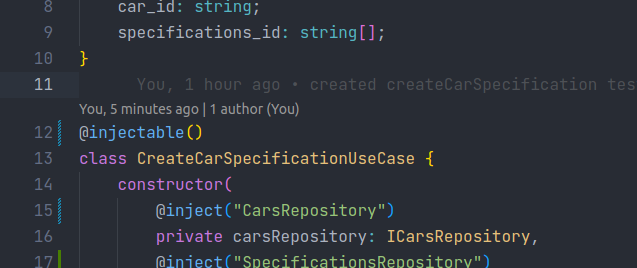 8 car_id: string;
9 specifications_id: string[];
10 }
11 You, 1 hour ago • created createCarSpecification tes
You, 5 minutes ago | 1 author (You)
12 @injectable()
13 class CreateCarSpecificationUseCase {
14 constructor(
15 @inject("CarsRepository")
16 private carsRepository: ICarsRepository,
17 @inject("SpecificationsRepository")